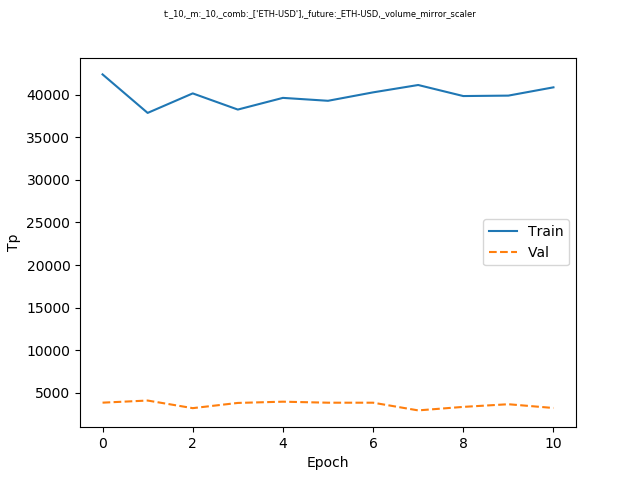 t:_10,_m:_10,_comb:_['ETH-USD'],_future:_ETH-USD,_volume_mirror_scaler
40000
35000
30000
25000
20000
15000
10000
5000
Tp
Train
Val
0 2 4 6 8 10
Epoch